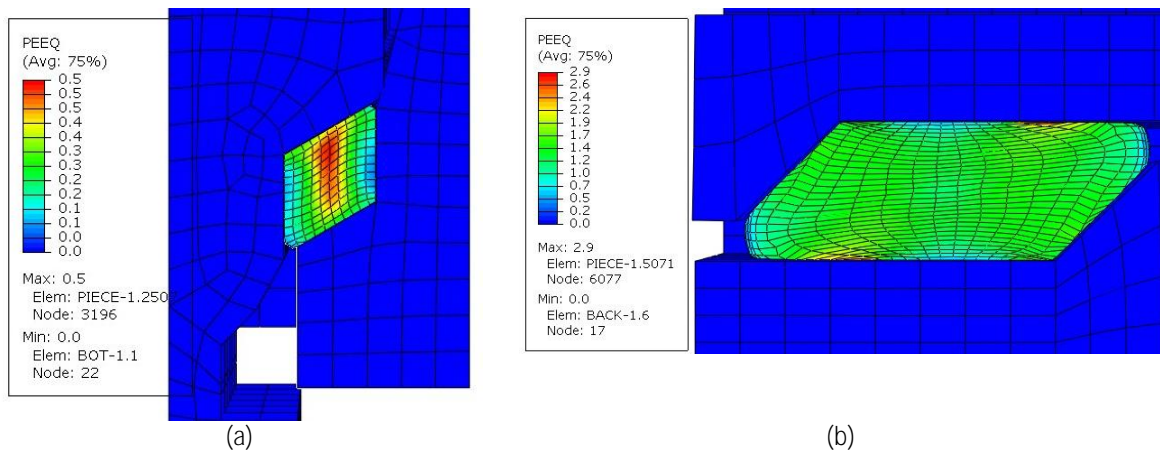 PEEQ
(Avg: 75%)
0.5
0.5
0.4
0.4
0.3
0.3
0.2
0.2
0.2
0.1
0.1
0.0
0.0
Max: 0.5
Elem: PIECE-1.250
Node: 3196
Min: 0.0
Elem: BOT-1.1
Node: 22
(a)
PEEQ
(Avg: 75%)
2.9
2.6
2.4
2.2
1.9
1.7
1.4
1.2
1.0
0.7
0.5
0.2
0.0
Max: 2.9
Elem: PIECE-1.5071
Node: 6077
Min: 0.0
Elem: BACK-1.6
Node: 17
(b)